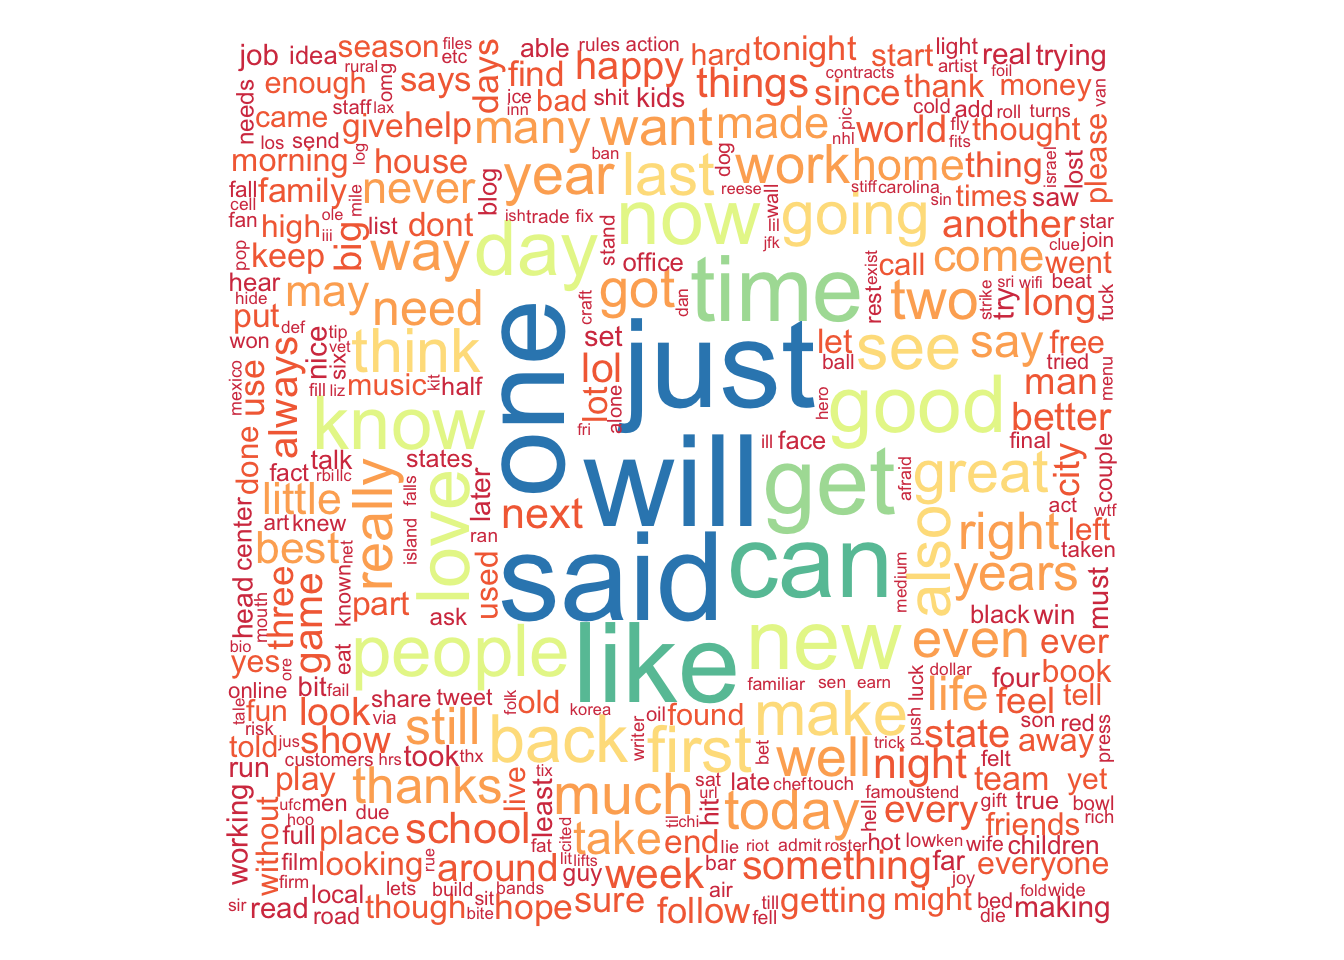 job idea season files etc days able rules action hard tonight start light real trying
rural omg enough says find happy things contracts artist foil thank money van
needs staff lax ice inn bad shit kids since cold add roll turns
came give help many want made pic nhl world fly fits thought please
los send log morning house ban dog work home thing israel lost
fall family never blog year last reese wall stiff carolina sin times saw
cell fan ole mile list dont ish trade fix now going another star
high iii big way day stand iii jfk clue join
pop keep office time call come went
hear hide may need got craft dan rest exist two strike sri wifi try beat long fuck
put def tip nice one set just let see say free
won vet six think lol ball tried menu
mexico use always fill liz music kit half lot alone hero good man better
know fri will ill face final
done fact talk rbi llc states get afraid great city couple wtf
little really falls love later next act
art knew island ran said can also right left taken
head center best net known used medium years
three game part ask black win must
mouth bio yes ore eat people like new even ever
online bit fail share tweet folk old korea familiar sen earn dollar luck four book
tale fun look via still back writer oil found make push life feel tell
risk told jus show first bet well trick state son red press
customers hrs took thx night felt away
run play thanks live tix much sat url late chef touch famous tend team yet
working ufc men due least hit today hell every gift true bowl rich
without hoo full place school fat cited take till chi end lie riot admit roster hot low ken wife friends children
film looking rue around lit lifts guy week bar something far everyone
firm local lets build sit bands air joy
sir read road though bite hope sure follow fell till getting might bed die fold wide making